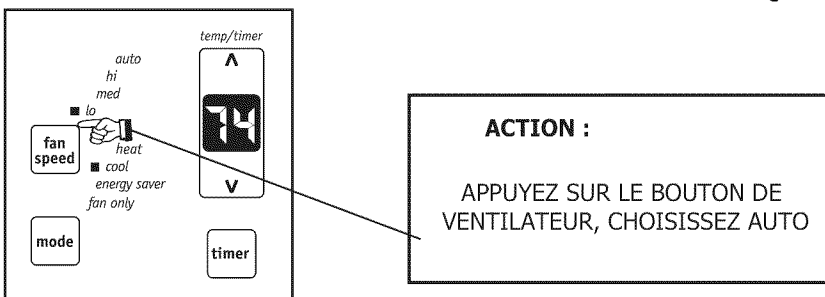 temp/timer
auto
hi
med
lo
74
fan
speed
heat
cool
energy saver
fan only
mode
timer
ACTION :
APPUYEZ SUR LE BOUTON DE
VENTILATEUR, CHOISISSEZ AUTO